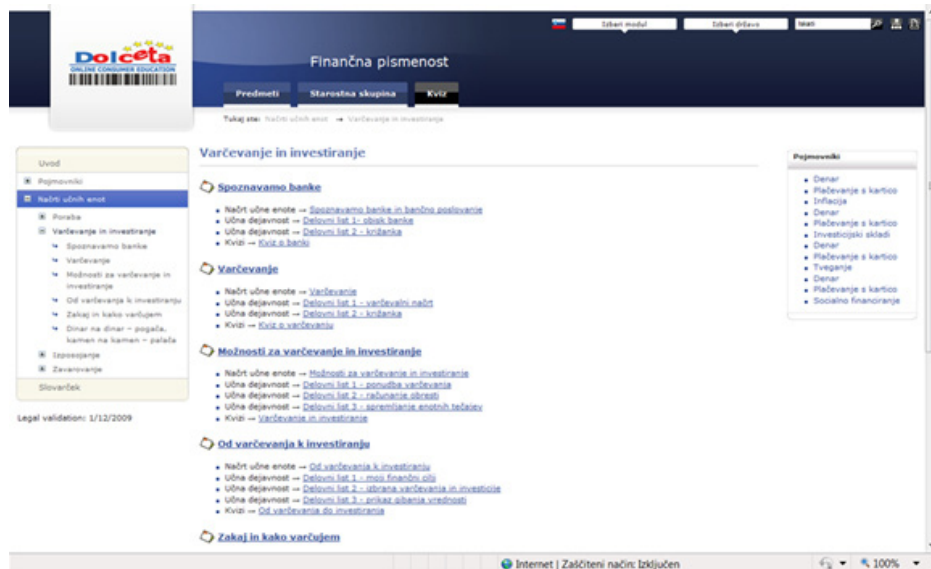 Izberi modul
Izberi državo
Iskanje
Dolceta
ONLINE CONSUMER EDUCATION
Finančna pismenost
Predmeti
Starostna skupina
Kviz
Tukaj ste: Načrti učnih enot → Varčevanje in investiranje
Uvod
Pojmovniki
Načrti učnih enot
Poraba
Varčevanje in investiranje
Spoznavamo banke
Varčevanje
Možnosti za varčevanje in
investiranje
Od varčevanja k investiranju
Zakaj in kako varčujem
Dinar na dinar – pogača,
kamen na kamen – palača
Izposojanje
Zavarovanje
Slovarček
Legal validation: 1/12/2009
Varčevanje in investiranje
Spoznavamo banke
Načrt učne enote → Spoznavamo banke in bančno poslovanje
Učna dejavnost → Delovni list 1- obisk banke
Učna dejavnost → Delovni list 2 - križanka
Kvizi → Kviz o banki
Varčevanje
Načrt učne enote → Varčevanje
Učna dejavnost → Delovni list 1 - varčevalni načrt
Učna dejavnost → Delovni list 2 - križanka
Kvizi → Kviz o varčevanju
Možnosti za varčevanje in investiranje
Načrt učne enote → Možnosti za varčevanje in investiranje
Učna dejavnost → Delovni list 1 - ponudba varčevanja
Učna dejavnost → Delovni list 2 - računanje obresti
Učna dejavnost → Delovni list 3 - spremljanje enotnih tečajev
Kvizi → Varčevanje in investiranje
Od varčevanja k investiranju
Načrt učne enote → Od varčevanja k investiranju
Učna dejavnost → Delovni list 1 - moji finančni cilji
Učna dejavnost → Delovni list 2 - izbrana varčevanja in investicije
Učna dejavnost → Delovni list 3 - prikaz gibanja vrednosti
Kvizi → Od varčevanja do investiranja
Zakaj in kako varčujem
Pojmovniki
Denar
Plačevanje s kartico
Inflacija
Denar
Plačevanje s kartico
Investicijski skladi
Denar
Plačevanje s kartico
Tveganje
Denar
Plačevanje s kartico
Socialno financiranje
Internet | Zaščiteni način: Izključen
100%